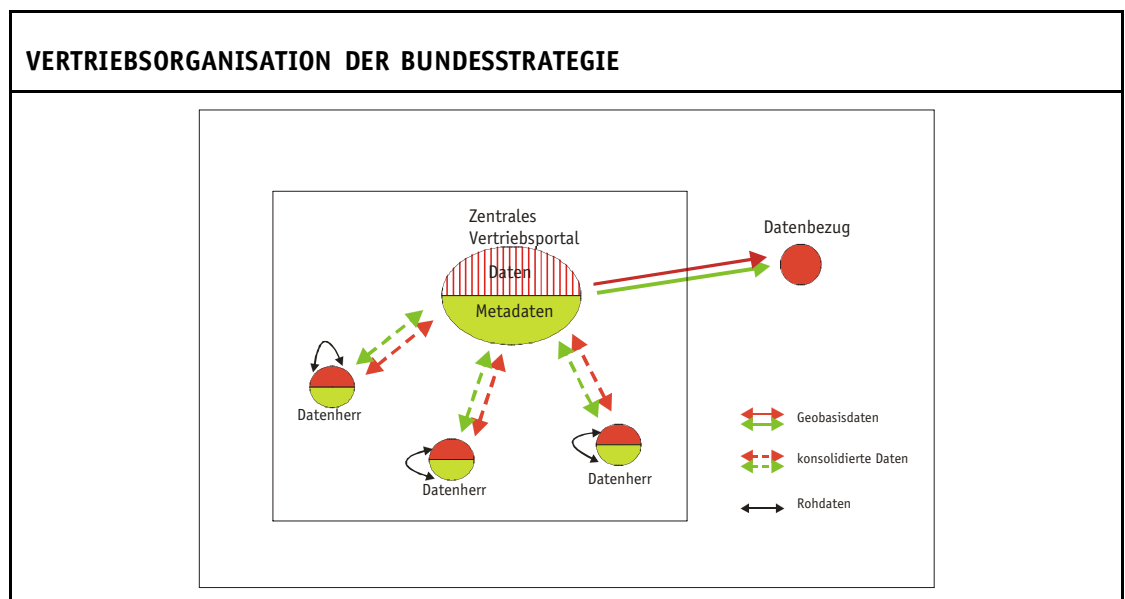 VERTRIEBSORGANISATION DER BUNDESSTRATEGIE
Zentrales
Vertriebsportal
Daten
Metadaten
Datenbezug
Datenherr
Datenherr
Datenherr
Geobasisdaten
konsolidierte Daten
Rohdaten